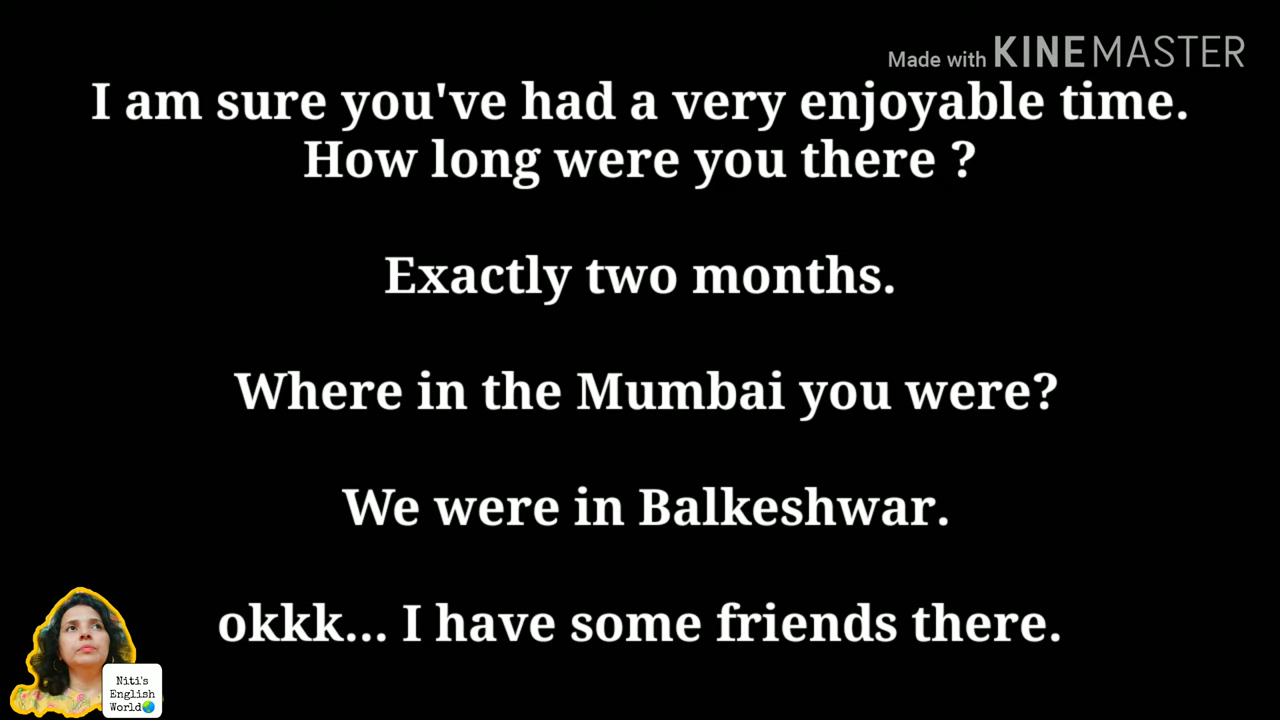 Made with KINEMASTER
I am sure you've had a very enjoyable time.
How long were you there ?
Exactly two months.
Where in the Mumbai you were?
We were in Balkeshwar.
okkk... I have some friends there.
Niti's
English
World